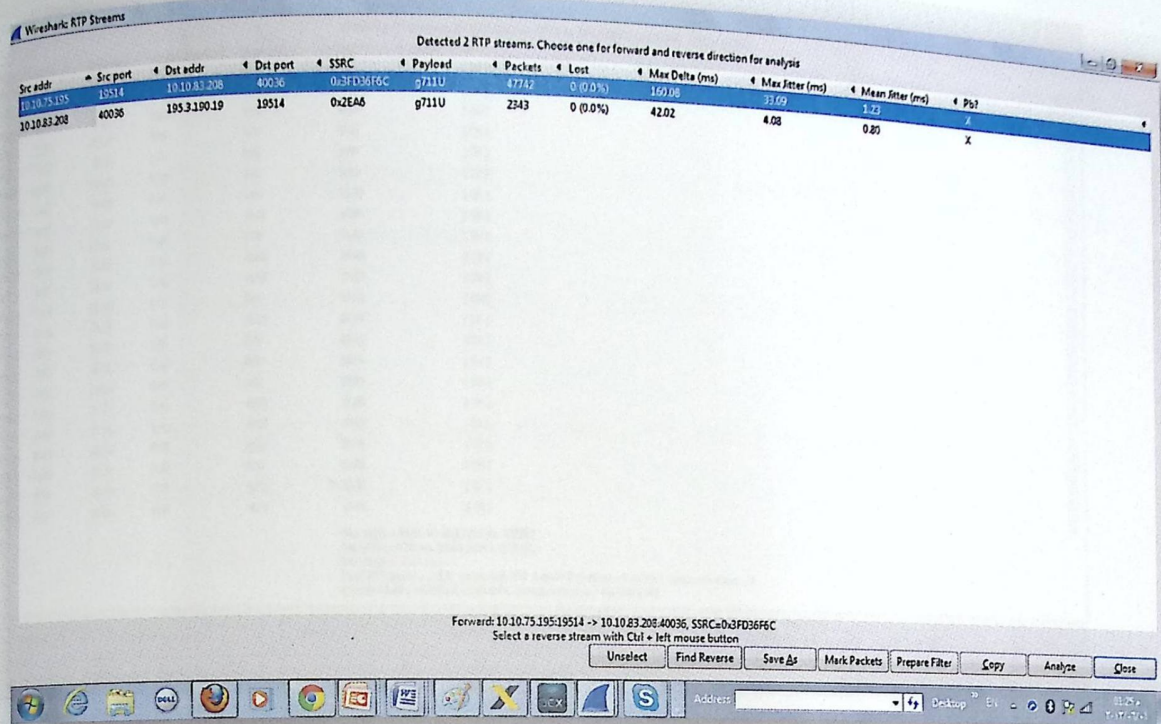 Wireshark: RTP Streams
Detected 2 RTP streams. Choose one for forward and reverse direction for analysis
Src addr Src port Dst addr Dst port SSRC Payload Packets Lost Max Delta (ms) Max Jitter (ms) Mean Jitter (ms) Pb?
10.10.75.195 19514 10.10.83.208 40036 0x3FD36F6C g711U 47742 0 (0.0%) 160.08 33.09 1.23 X
10.10.83.208 40036 195.3.190.19 19514 0x2EA6 g711U 2343 0 (0.0%) 42.02 4.08 0.80 X
Forward: 10.10.75.195:19514 -> 10.10.83.208:40036, SSRC=0x3FD36F6C
Select a reverse stream with Ctrl + left mouse button
Unselect Find Reverse Save As Mark Packets Prepare Filter Copy Analyze Close
DELL
Address
Desktop
EN